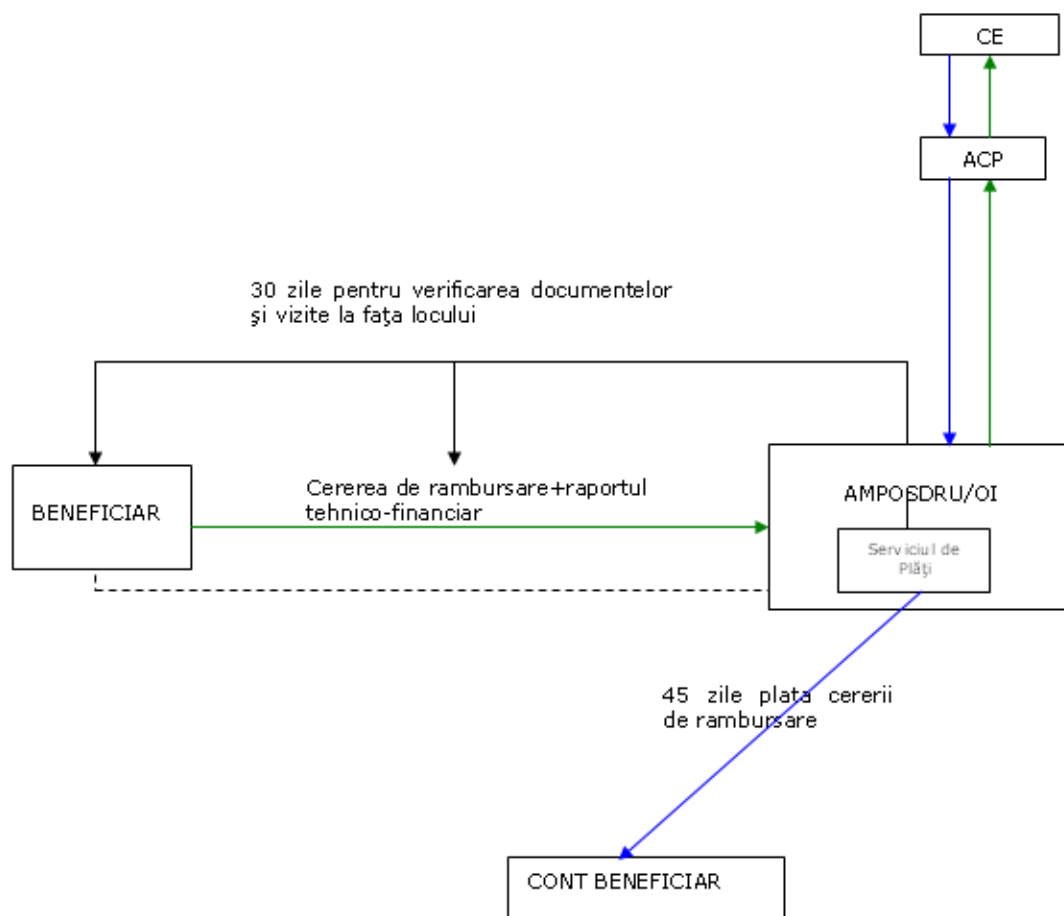 CE
ACP
30 zile pentru verificarea documentelor
şi vizite la faţa locului
BENEFICIAR
Cererea de rambursare+raportul
tehnico-financiar
AMPOSDRU/OI
Serviciul de
Plăţi
45 zile plata cererii
de rambursare
CONT BENEFICIAR